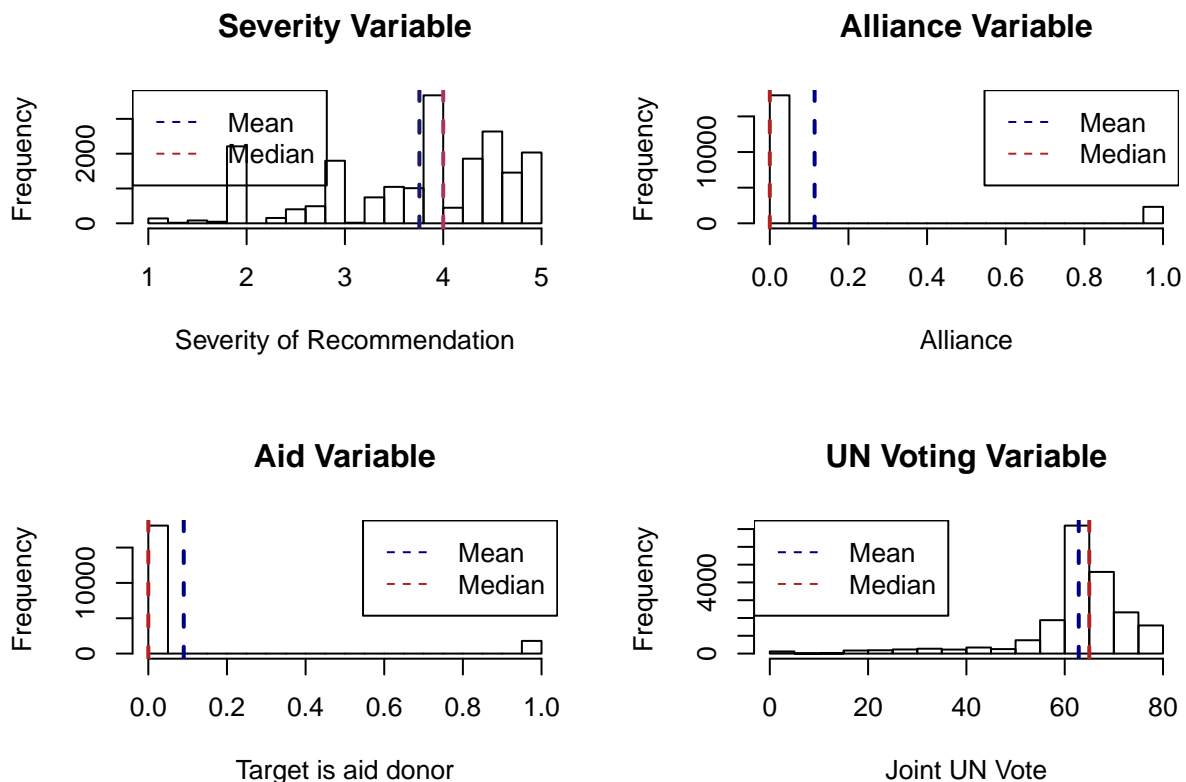 Severity Variable
Frequency
0
2000
Mean
Median
1 2 3 4 5
Severity of Recommendation
Alliance Variable
Frequency
0
10000
Mean
Median
0.0 0.2 0.4 0.6 0.8 1.0
Alliance
Aid Variable
Frequency
0
10000
Mean
Median
0.0 0.2 0.4 0.6 0.8 1.0
Target is aid donor
UN Voting Variable
Frequency
0
4000
Mean
Median
0 20 40 60 80
Joint UN Vote